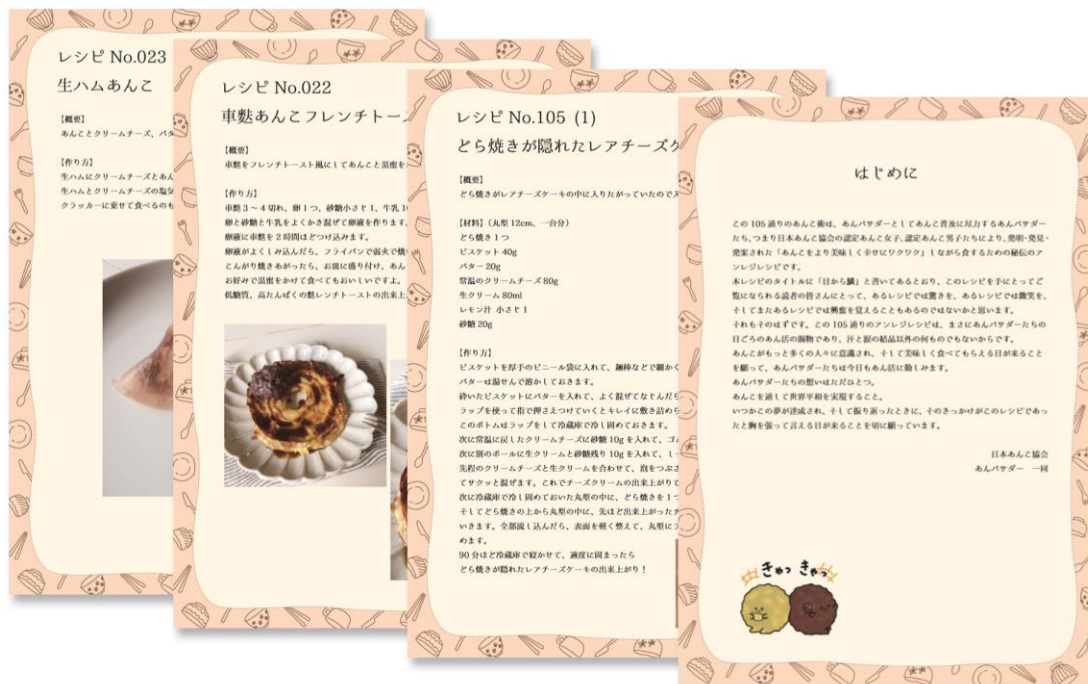 レシピ No.023
生ハムあんこ
【概要】
あんことクリームチーズ、バタ
【作り方】
生ハムにクリームチーズとあん
生ハムとクリームチーズの塩気
クラッカーに乗せて食べるのも
レシピ No.022
車麩あんこフレンチトー
【概要】
車麩をフレンチトースト風にしてあんこと黒蜜を
【作り方】
車麩3~4切れ、卵1つ、砂糖小さじ1、牛乳1
卵と砂糖と牛乳をよくかき混ぜて卵液を作ります
卵液に車麩を2時間ほどつけ込みます。
卵液がよくしみ込んだら、フライパンで弱火で焼
こんがり焼きあがったら、お皿に盛り付け、あん
お好みで黒蜜をかけて食べてもおいしいですよ。
低糖質、高たんぱくの麩レンチトーストの出来上
レシピ No.105 (1)
どら焼きが隠れたレアチーズケ
【概要】
どら焼きがレアチーズケーキの中に入りたがっていたので入
【材料】(丸型12cm、一台分)
どら焼き1つ
ビスケット 40g
バター 20g
常温のクリームチーズ 80g
生クリーム 80ml
レモン汁 小さじ1
砂糖 20g
【作り方】
ビスケットを厚手のビニール袋に入れて、麺棒などで細かく
バターは湯せんで溶かしておきます。
砕いたビスケットにバターを入れて、よく混ぜてなじんだら
ラップを使って指で押さえつけていくとキレイに敷き詰めら
このボトムはラップをして冷蔵庫で冷し固めておきます。
次に常温に戻したクリームチーズに砂糖 10g を入れて、ゴム
次に別のボールに生クリームと砂糖残り 10g を入れて、しっ
先程のクリームチーズと生クリームを合わせて、泡をつぶさ
てサクッと混ぜます。これでチーズクリームの出来上がりで
次に冷蔵庫で冷し固めておいた丸型の中に、どら焼きを1つ
そしてどら焼きの上から丸型の中に、先ほど出来上がったチ
いきます。全部流し込んだら、表面を軽く整えて、丸型に
めます。
90分ほど冷蔵庫で寝かせて、適度に固まったら
どら焼きが隠れたレアチーズケーキの出来上がり!
はじめに
この105通りのあんこ術は、あんバサダーとしてあんこ普及に尽力するあんバサダー
たち、つまり日本あんこ協会の認定あんこ女子、認定あんこ男子たちにより、発明・発見・
発案された「あんこをより美味しく幸せにワクワク」しながら食するための秘伝のア
ンレジレシピです。
本レシピのタイトルに「目から鱗」と書いてあるとおり、このレシピを手にとってご
覧になられる読者の皆さんにとって、あるレシピでは驚きを、あるレシピでは微笑を、
そしてまたあるレシピでは興奮を覚えることもあるのではないかと思います。
それもそのはずです。この105通りのアンレジレシピは、まさにあんバサダーたちの
日ごろのあん活の賜物であり、汗と涙の結晶以外の何ものでもないからです。
あんこがもっと多くの人々に意識され、そして美味しく食べてもらえる日が来ること
を願って、あんバサダーたちは今日もあん活に勤しみます。
あんバサダーたちの想いはただひとつ。
あんこを通して世界平和を実現すること。
いつかこの夢が達成され、そして振り返ったときに、そのきっかけがこのレシピであっ
たと胸を張って言える日が来ることを切に願っています。
日本あんこ協会
あんバサダー 一同
きゃっ きゃっ